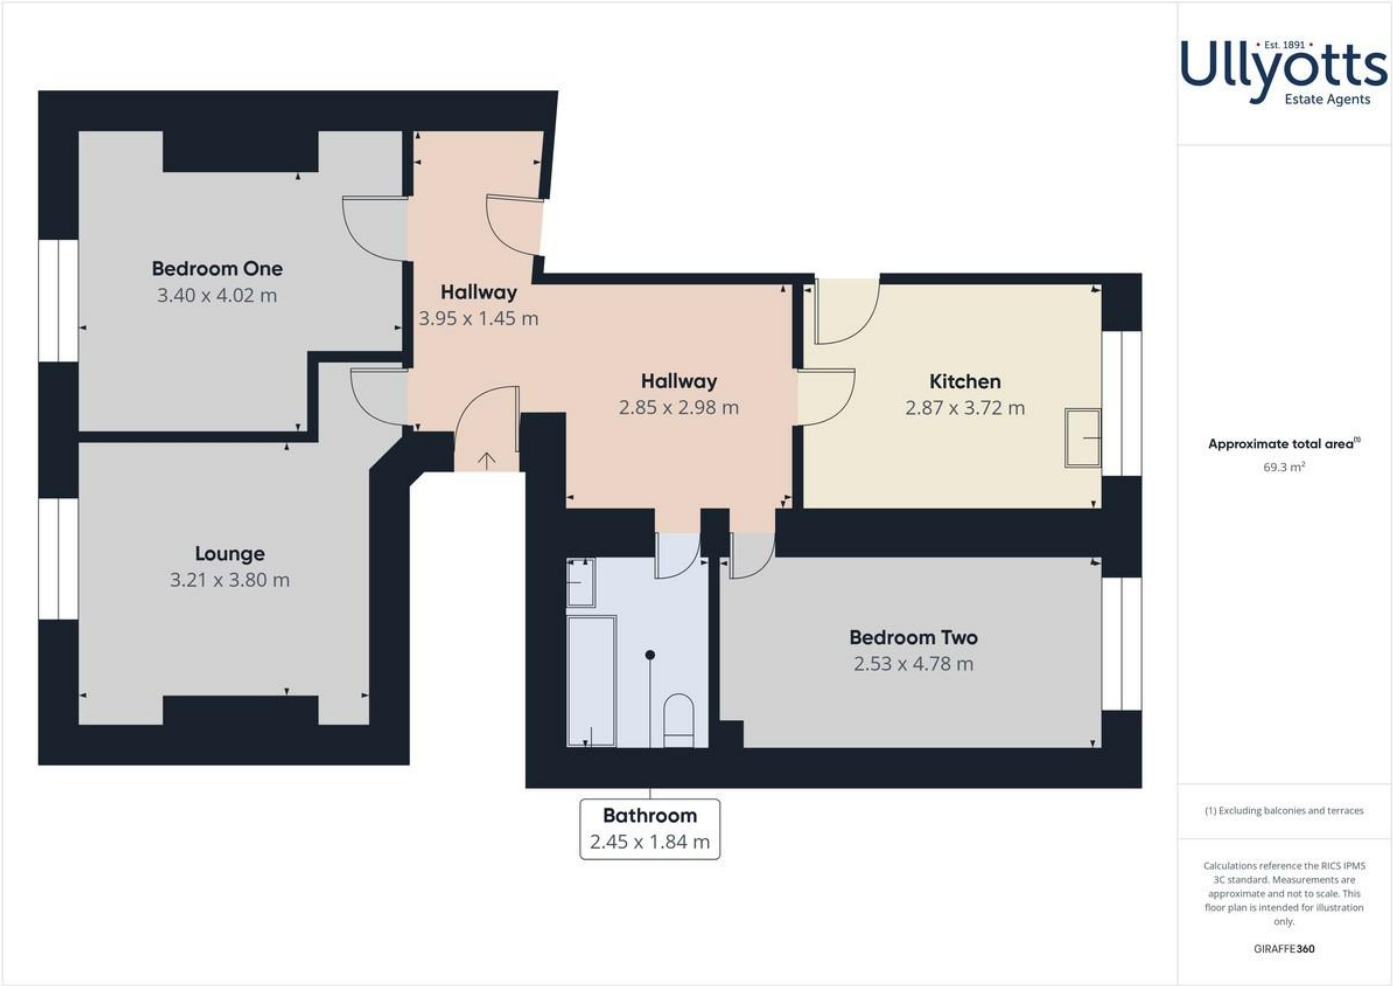 • Est. 1891 •
Ullyotts
Estate Agents
Bedroom One
3.40 x 4.02 m
Hallway
3.95 x 1.45 m
Hallway
2.85 x 2.98 m
Kitchen
2.87 x 3.72 m
Lounge
3.21 x 3.80 m
Bedroom Two
2.53 x 4.78 m
Bathroom
2.45 x 1.84 m
Approximate total area⁽¹⁾
69.3 m²
(1) Excluding balconies and terraces
Calculations reference the RICS IPMS
3C standard. Measurements are
approximate and not to scale. This
floor plan is intended for illustration
only.
GIRAFFE360